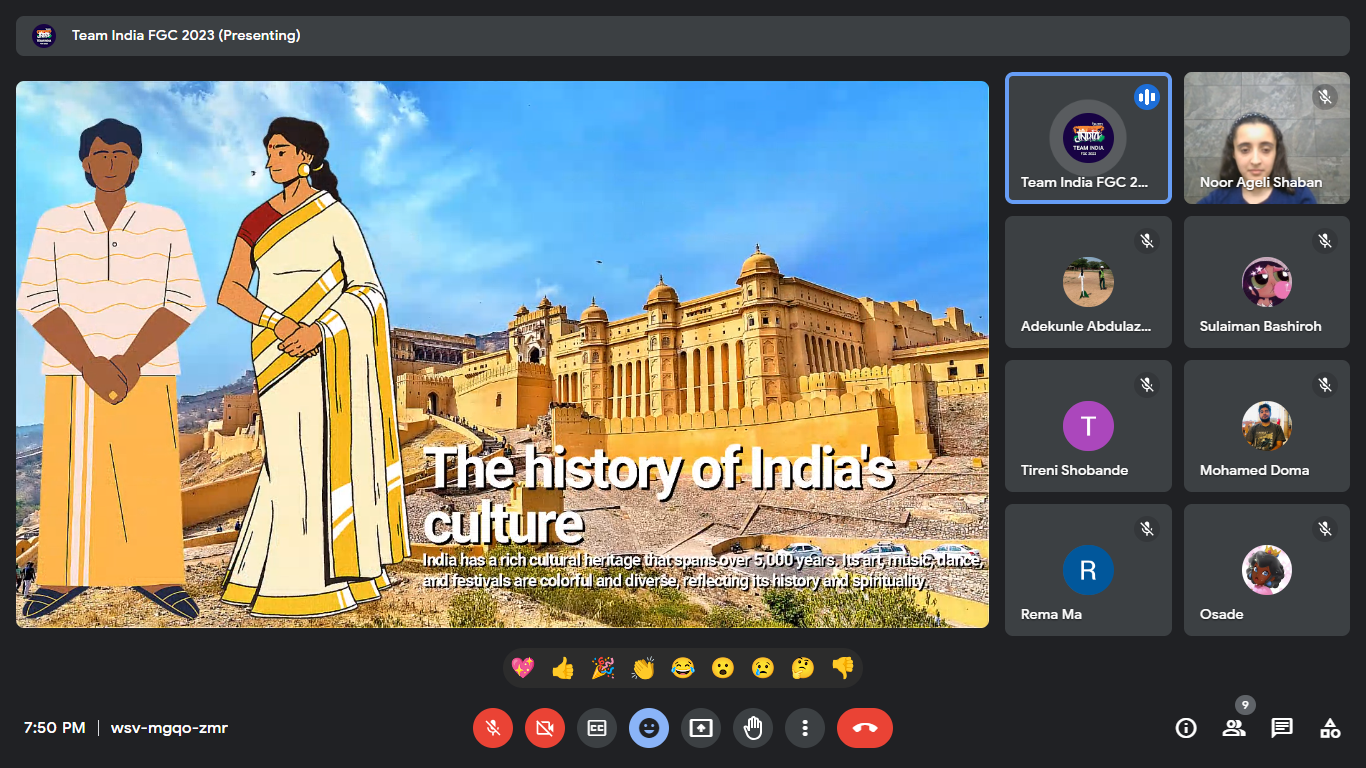 Team India FGC 2023 (Presenting)
The history of India's
culture
India has a rich cultural heritage that spans over 5,000 years. Its art, music, dance,
and festivals are colorful and diverse, reflecting its history and spirituality.
INDIA
TEAM INDIA
FGC 2023
Team India FGC 2...
Noor Ageli Shaban
Adekunle Abdulaz...
Sulaiman Bashiroh
T
Tireni Shobande
Mohamed Doma
R
Rema Ma
Osade
7:50 PM | wsv-mgqo-zmr
CC
9